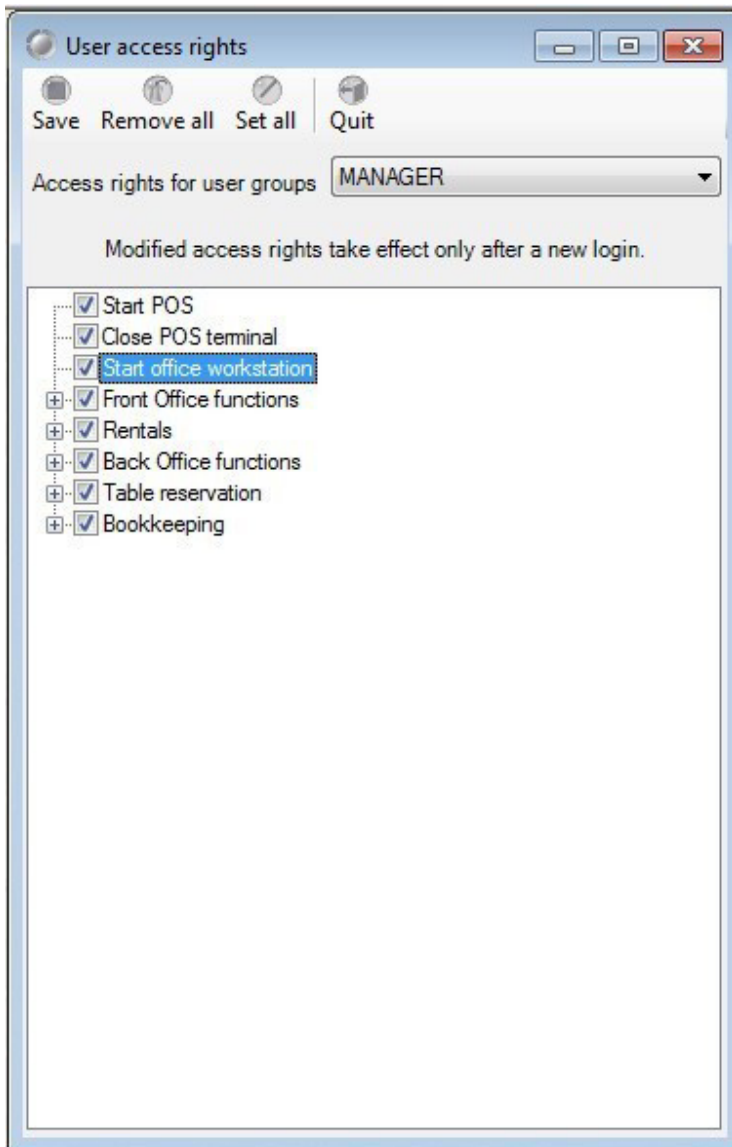 User access rights
Save Remove all Set all Quit
Access rights for user groups MANAGER
Modified access rights take effect only after a new login.
Start POS
Close POS terminal
Start office workstation
Front Office functions
Rentals
Back Office functions
Table reservation
Bookkeeping